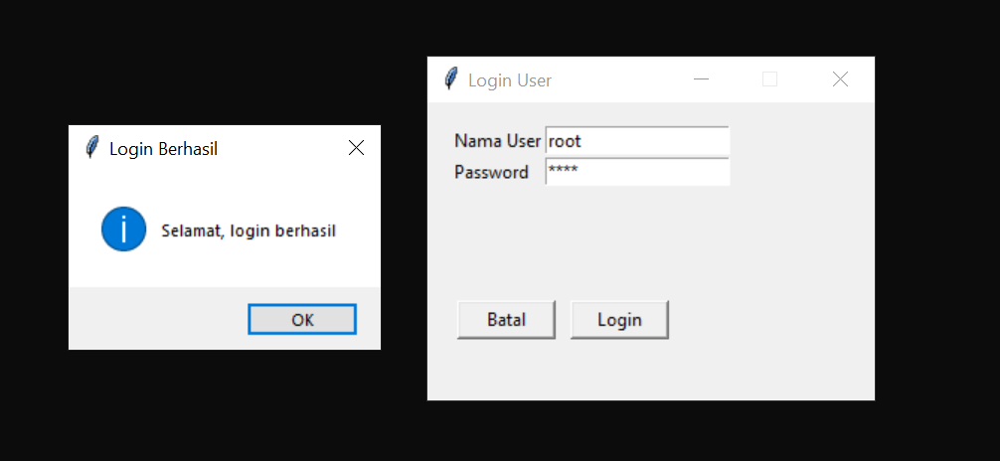 Login Berhasil
Selamat, login berhasil
OK
Login User
Nama User root
Password ****
Batal Login